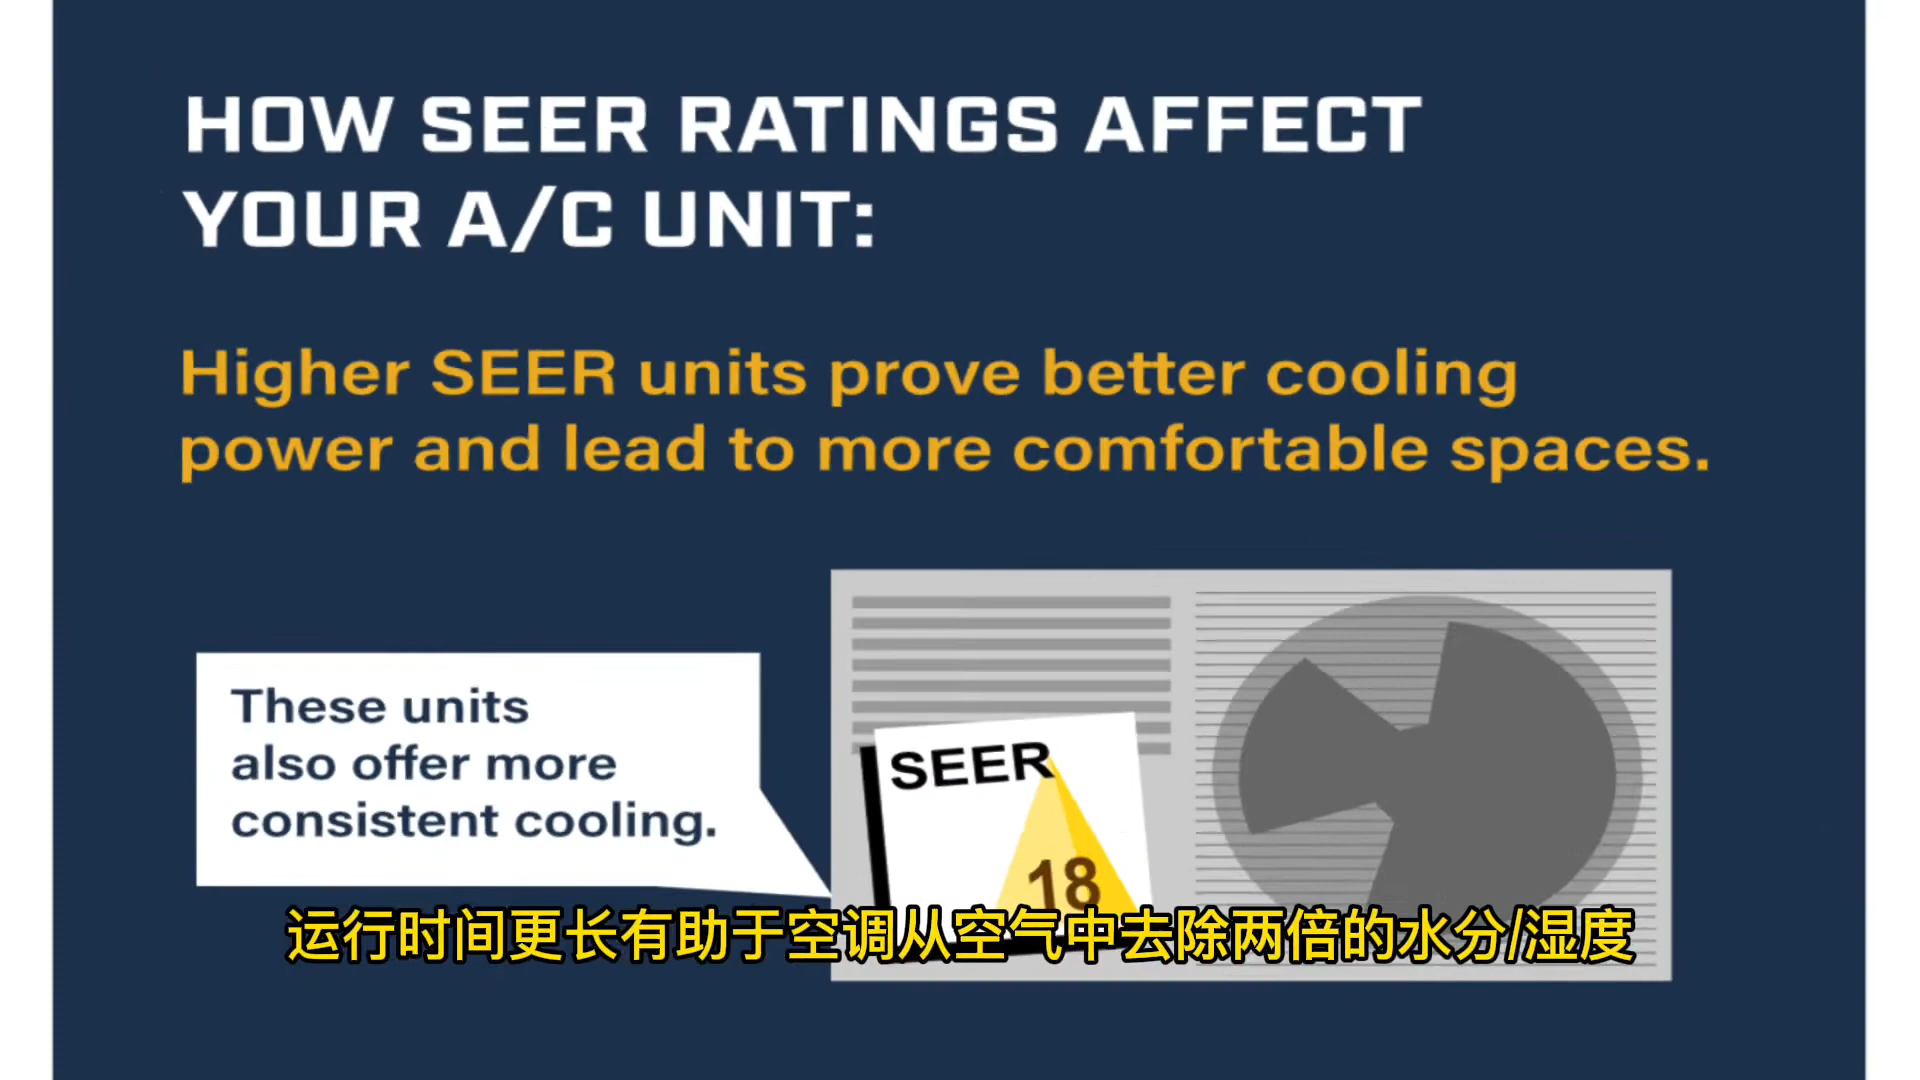 HOW SEER RATINGS AFFECT
YOUR A/C UNIT:
Higher SEER units prove better cooling
power and lead to more comfortable spaces.
These units
also offer more
consistent cooling.
SEER
18
运行时间更长有助于空调从空气中去除两倍的水分/湿度